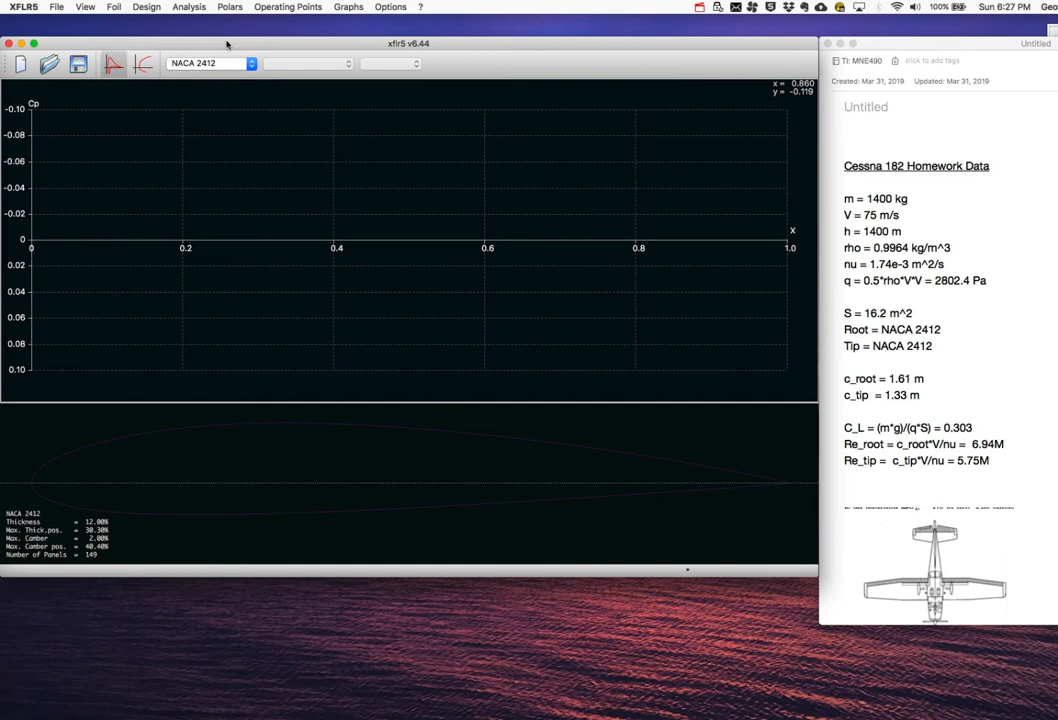 XFLR5 File View Foil Design Analysis Polars Operating Points Graphs Options ? 100% Sun 6:27 PM Geo
xflr5 v6.44
NACA 2412
x = 0.860
y = -0.119
Cp
-0.10
-0.08
-0.06
-0.04
-0.02
0
X
0 0.2 0.4 0.6 0.8 1.0
0.02
0.04
0.06
0.08
0.10
NACA 2412
Thickness = 12.00%
Max. Thick.pos. = 30.30%
Max. Camber = 2.00%
Max. Camber pos. = 40.40%
Number of Panels = 149
Untitled
TI: MNE490 click to add tags
Created: Mar 31, 2019 Updated: Mar 31, 2019
Untitled
Cessna 182 Homework Data
m = 1400 kg
V = 75 m/s
h = 1400 m
rho = 0.9964 kg/m^3
nu = 1.74e-3 m^2/s
q = 0.5*rho*V*V = 2802.4 Pa
S = 16.2 m^2
Root = NACA 2412
Tip = NACA 2412
c_root = 1.61 m
c_tip = 1.33 m
C_L = (m*g)/(q*S) = 0.303
Re_root = c_root*V/nu = 6.94M
Re_tip = c_tip*V/nu = 5.75M